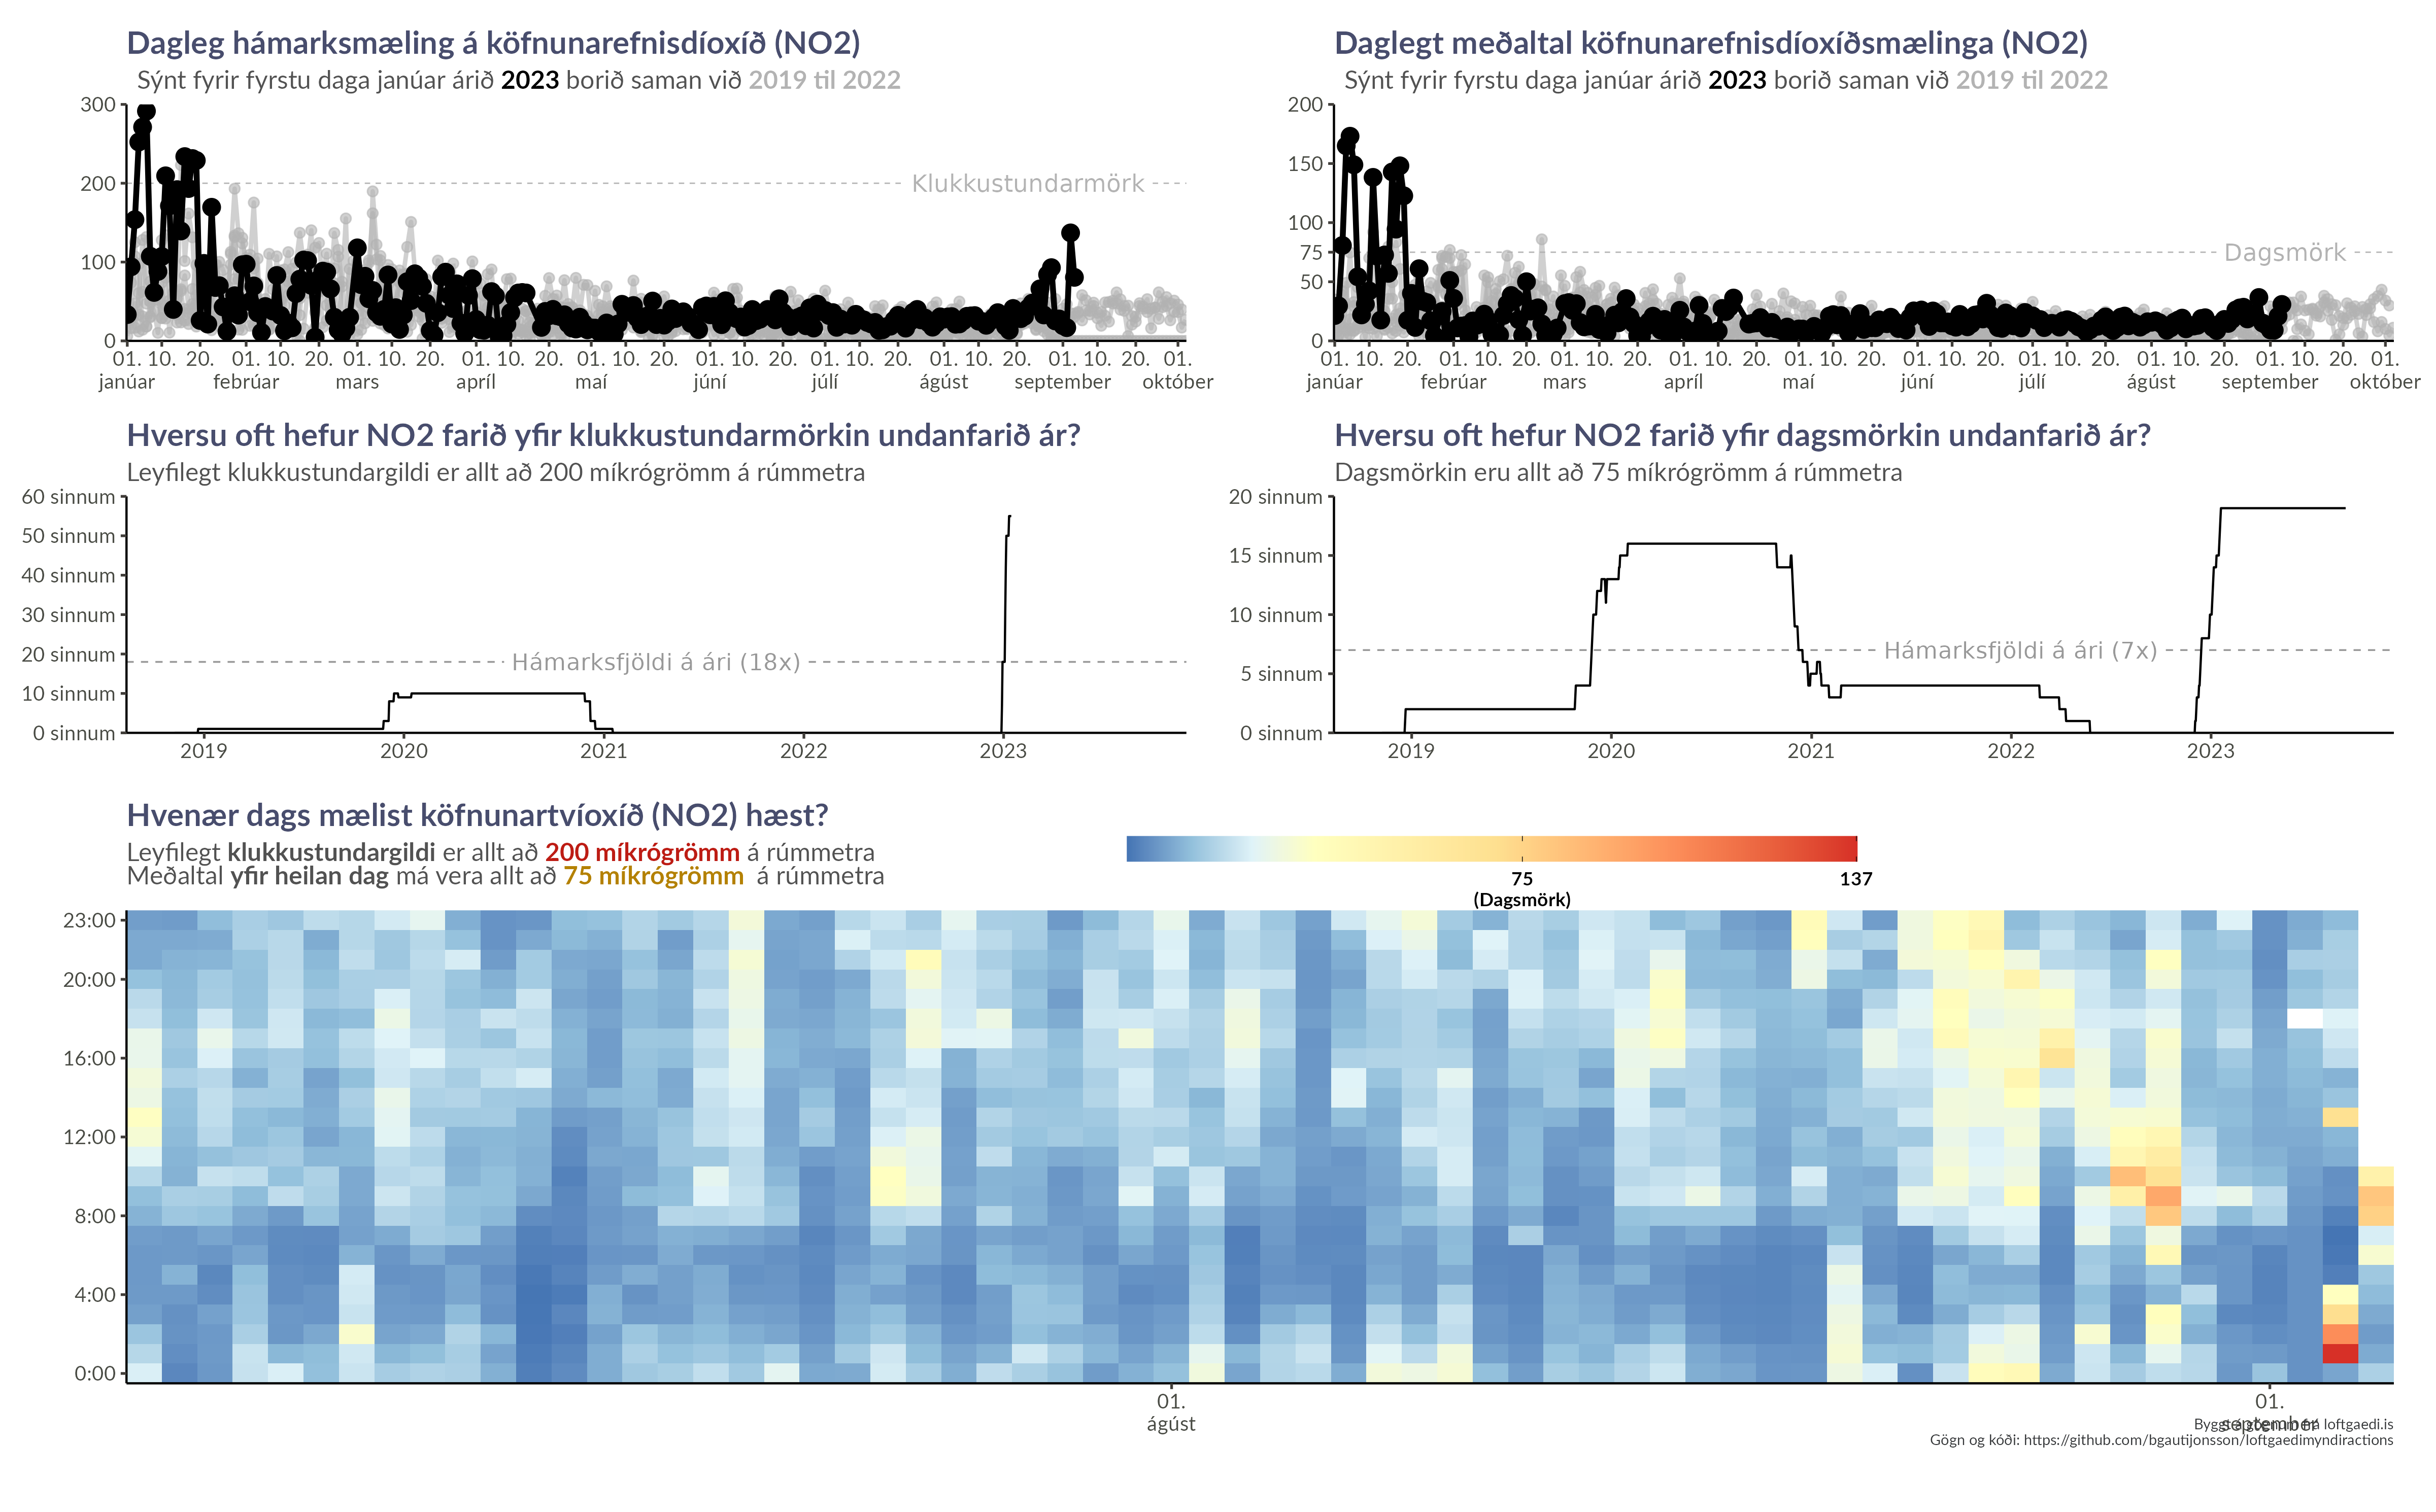 Dagleg hámarksmæling á köfnunarefnisdíoxíð (NO2)
Sýnt fyrir fyrstu daga janúar árið 2023 borið saman við 2019 til 2022
300
200
100
0
Klukkustundarmörk
01. 10. 20. 01. 10. 20. 01. 10. 20. 01. 10. 20. 01. 10. 20. 01. 10. 20. 01. 10. 20. 01. 10. 20. 01. 10. 20. 01.
janúar febrúar mars apríl maí júní júlí ágúst september október
Daglegt meðaltal köfnunarefnisdíoxíðsmælinga (NO2)
Sýnt fyrir fyrstu daga janúar árið 2023 borið saman við 2019 til 2022
200
150
100
75
50
0
Dagsmörk
01. 10. 20. 01. 10. 20. 01. 10. 20. 01. 10. 20. 01. 10. 20. 01. 10. 20. 01. 10. 20. 01. 10. 20. 01. 10. 20. 01.
janúar febrúar mars apríl maí júní júlí ágúst september október
Hversu oft hefur NO2 farið yfir klukkustundarmörkin undanfarið ár?
Leyfilegt klukkustundargildi er allt að 200 míkrógrömm á rúmmetra
60 sinnum
50 sinnum
40 sinnum
30 sinnum
20 sinnum
10 sinnum
0 sinnum
Hámarksfjöldi á ári (18x)
2019 2020 2021 2022 2023
Hversu oft hefur NO2 farið yfir dagsmörkin undanfarið ár?
Dagsmörkin eru allt að 75 míkrógrömm á rúmmetra
20 sinnum
15 sinnum
10 sinnum
5 sinnum
0 sinnum
Hámarksfjöldi á ári (7x)
2019 2020 2021 2022 2023
Hvenær dags mælist köfnunartvíoxíð (NO2) hæst?
Leyfilegt klukkustundargildi er allt að 200 míkrógrömm á rúmmetra
Meðaltal yfir heilan dag má vera allt að 75 míkrógrömm á rúmmetra
75 137
(Dagsmörk)
23:00
20:00
16:00
12:00
8:00
4:00
0:00
01. 01.
ágúst september
Byggt á gögnum frá loftgaedi.is
Gögn og kóði: https://github.com/bgautijonsson/loftgaedimyndiractions